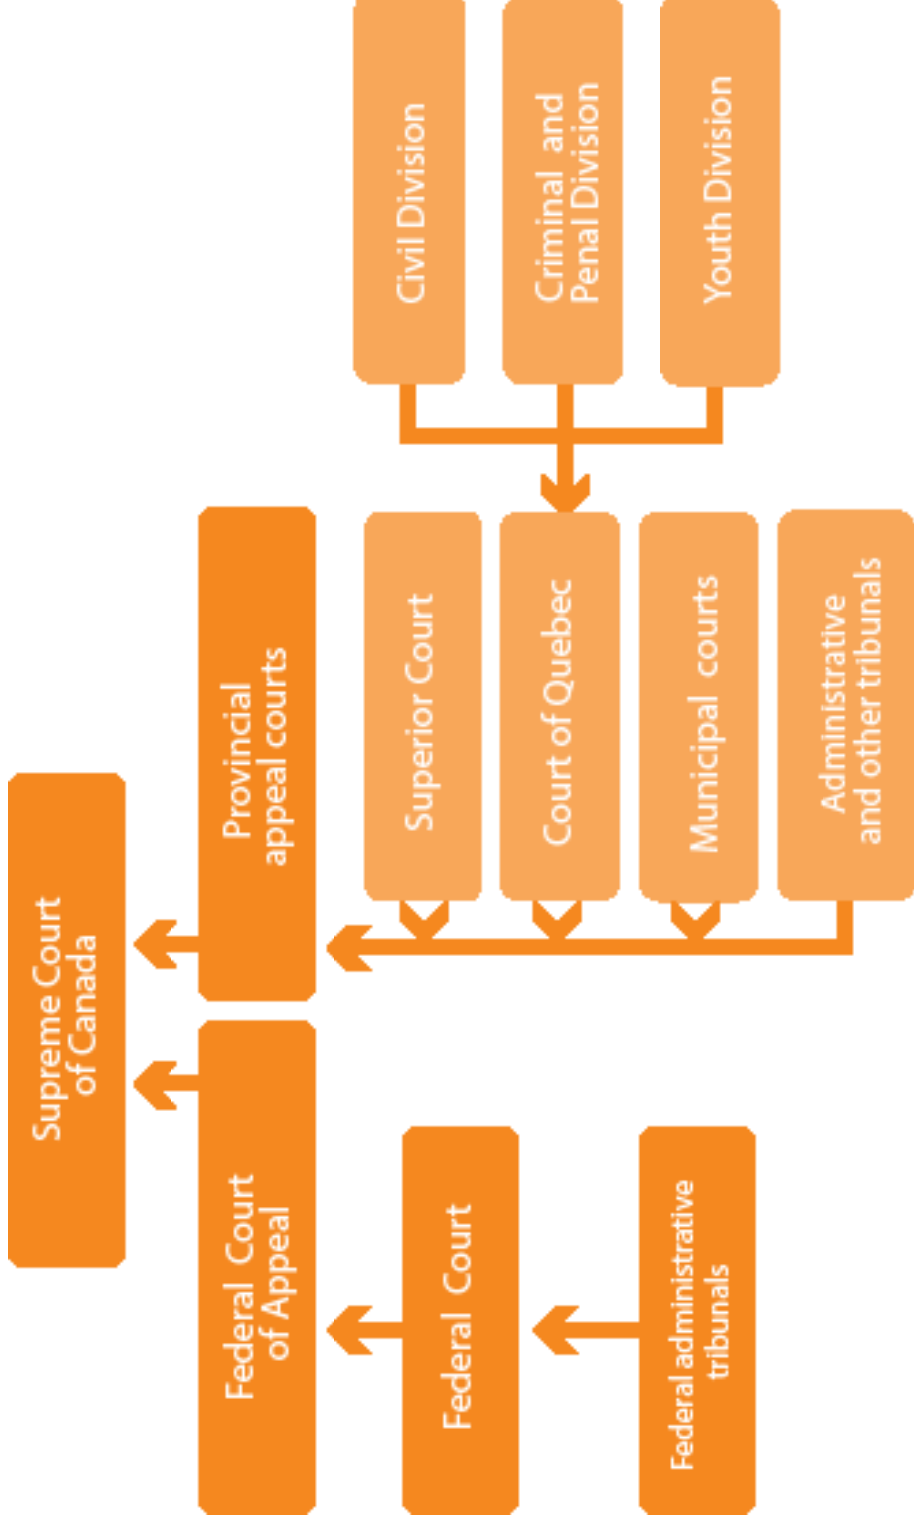 Supreme Court
of Canada
Federal Court
of Appeal
Provincial
appeal courts
Federal Court
Federal administrative
tribunals
Superior Court
Court of Quebec
Municipal courts
Administrative
and other tribunals
Civil Division
Criminal and
Penal Division
Youth Division